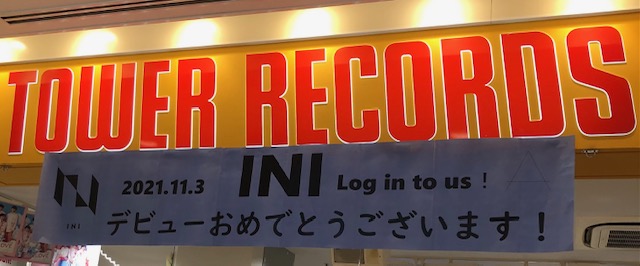 TOWER RECORDS
2021.11.3 INI Log in to us！
INI
デビューおめでとうございます！